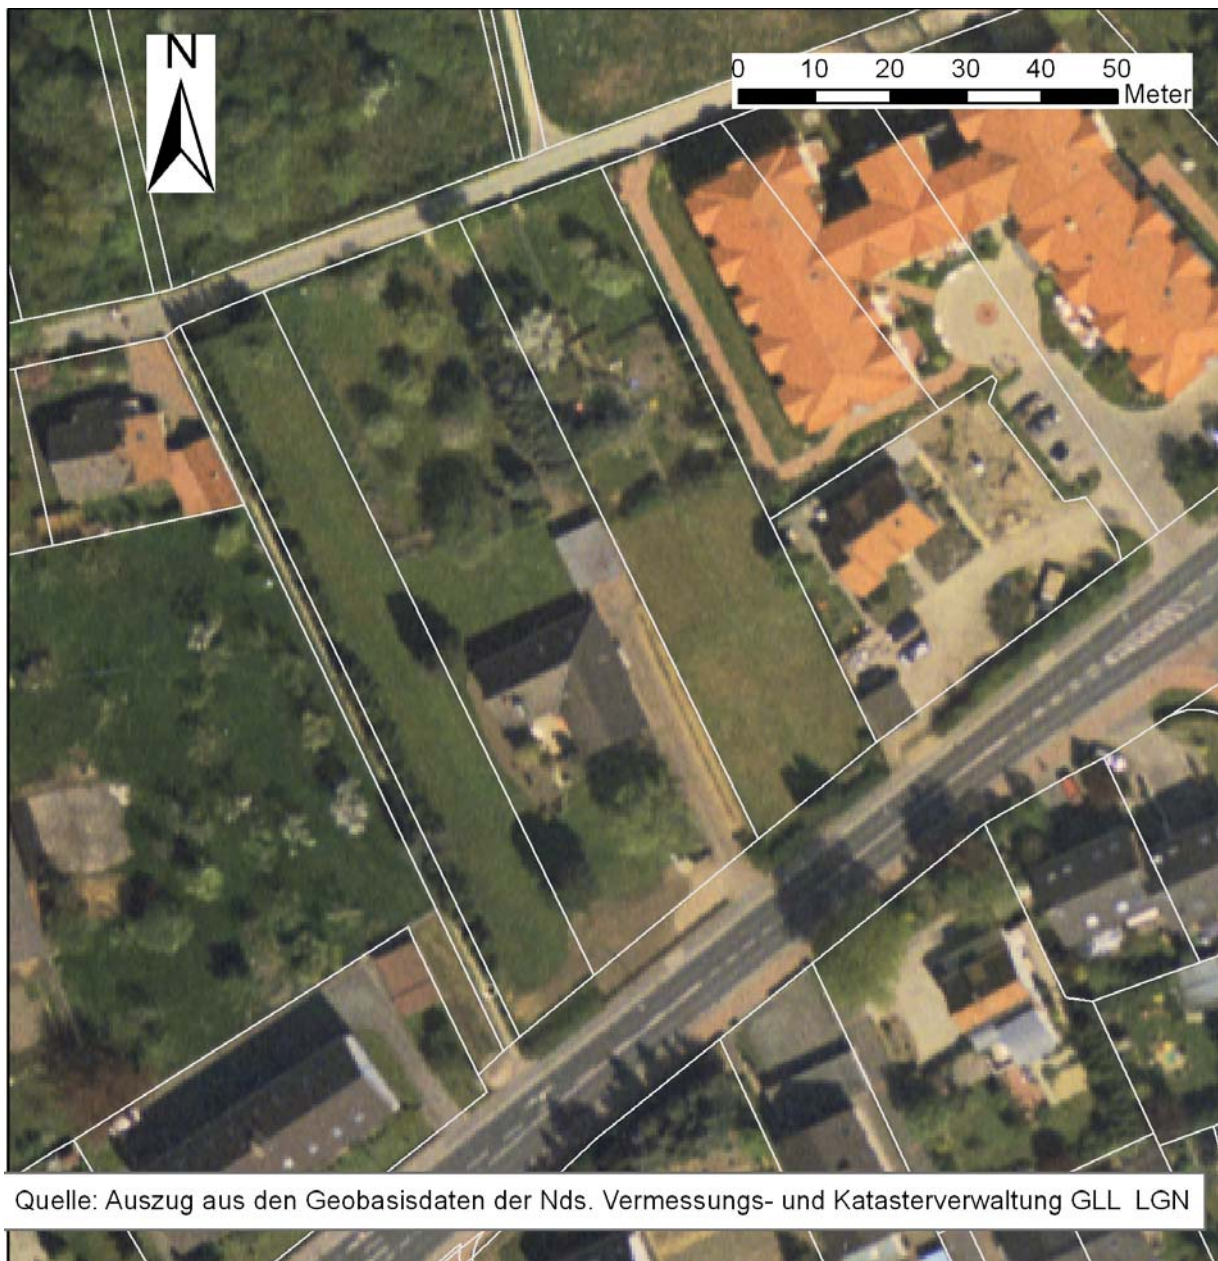 N
0 10 20 30 40 50
Meter
Quelle: Auszug aus den Geobasisdaten der Nds. Vermessungs- und Katasterverwaltung GLL LGN